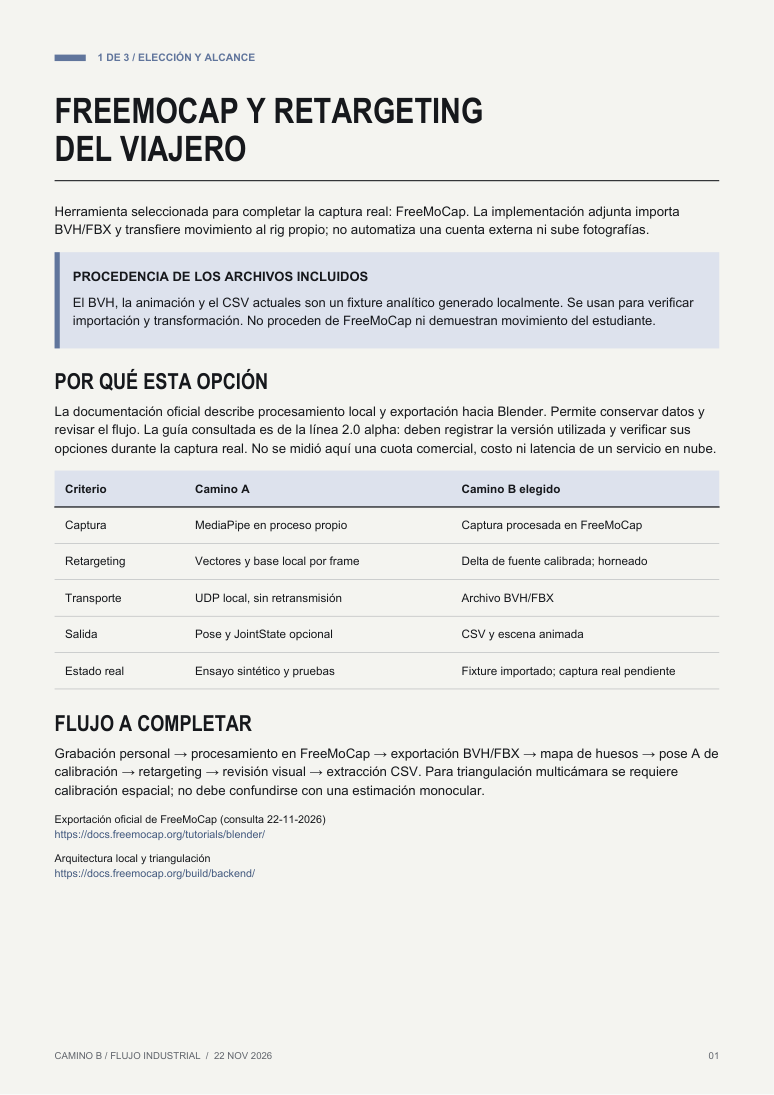 1 DE 3 / ELECCIÓN Y ALCANCE
FREEMOCAP Y RETARGETING
DEL VIAJERO
Herramienta seleccionada para completar la captura real: FreeMoCap. La implementación adjunta importa
BVH/FBX y transfiere movimiento al rig propio; no automatiza una cuenta externa ni sube fotografías.
PROCEDENCIA DE LOS ARCHIVOS INCLUIDOS
El BVH, la animación y el CSV actuales son un fixture analítico generado localmente. Se usan para verificar
importación y transformación. No proceden de FreeMoCap ni demuestran movimiento del estudiante.
POR QUÉ ESTA OPCIÓN
La documentación oficial describe procesamiento local y exportación hacia Blender. Permite conservar datos y
revisar el flujo. La guía consultada es de la línea 2.0 alpha: deben registrar la versión utilizada y verificar sus
opciones durante la captura real. No se midió aquí una cuota comercial, costo ni latencia de un servicio en nube.
Criterio Camino A Camino B elegido
Captura MediaPipe en proceso propio Captura procesada en FreeMoCap
Retargeting Vectores y base local por frame Delta de fuente calibrada; horneado
Transporte UDP local, sin retransmisión Archivo BVH/FBX
Salida Pose y JointState opcional CSV y escena animada
Estado real Ensayo sintético y pruebas Fixture importado; captura real pendiente
FLUJO A COMPLETAR
Grabación personal → procesamiento en FreeMoCap → exportación BVH/FBX → mapa de huesos → pose A de
calibración → retargeting → revisión visual → extracción CSV. Para triangulación multicámara se requiere
calibración espacial; no debe confundirse con una estimación monocular.
Exportación oficial de FreeMoCap (consulta 22-11-2026)
https://docs.freemocap.org/tutorials/blender/
Arquitectura local y triangulación
https://docs.freemocap.org/build/backend/
CAMINO B / FLUJO INDUSTRIAL / 22 NOV 2026 01